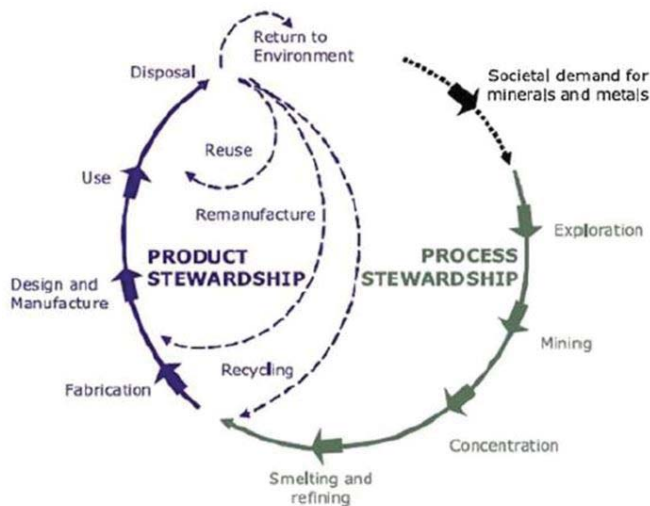 Return to
Environment
Disposal
Societal demand for
minerals and metals
Reuse
Use
Remanufacture
Exploration
PRODUCT
STEWARDSHIP
PROCESS
STEWARDSHIP
Design and
Manufacture
Mining
Recycling
Fabrication
Concentration
Smelting and
refining